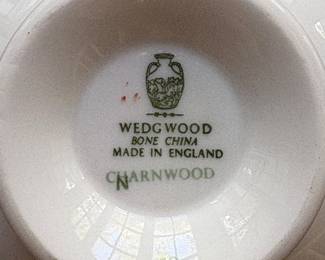 WEDGWOOD
BONE CHINA
MADE IN ENGLAND
CHARNWOOD
N